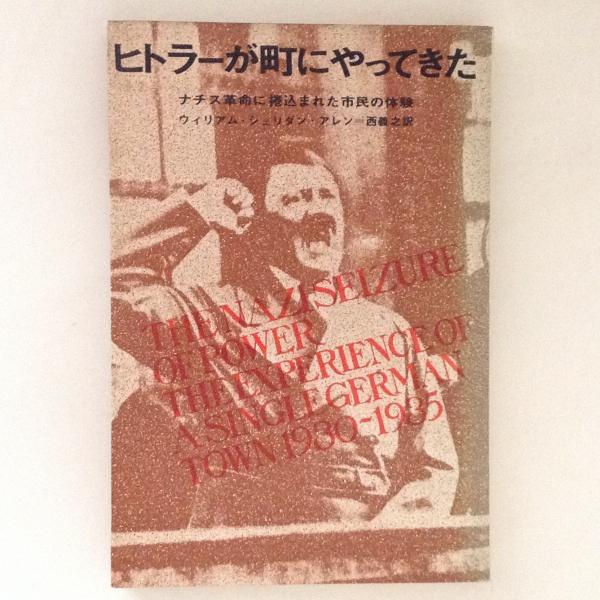 ヒトラーが町にやってきた
ナチス革命に捲込まれた市民の体験
ウィリアム・シェリダン・アレン＝西義之訳
THE NAZI SEIZURE
OF POWER
THE EXPERIENCE OF
A SINGLE GERMAN
TOWN 1930-1935